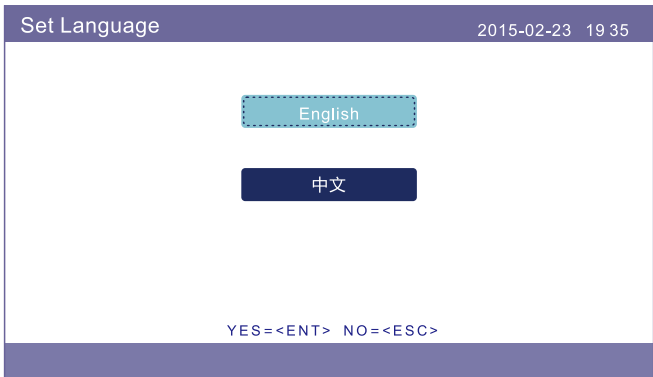 Set Language
2015-02-23 19 35
English
中文
YES=<ENT> NO=<ESC>